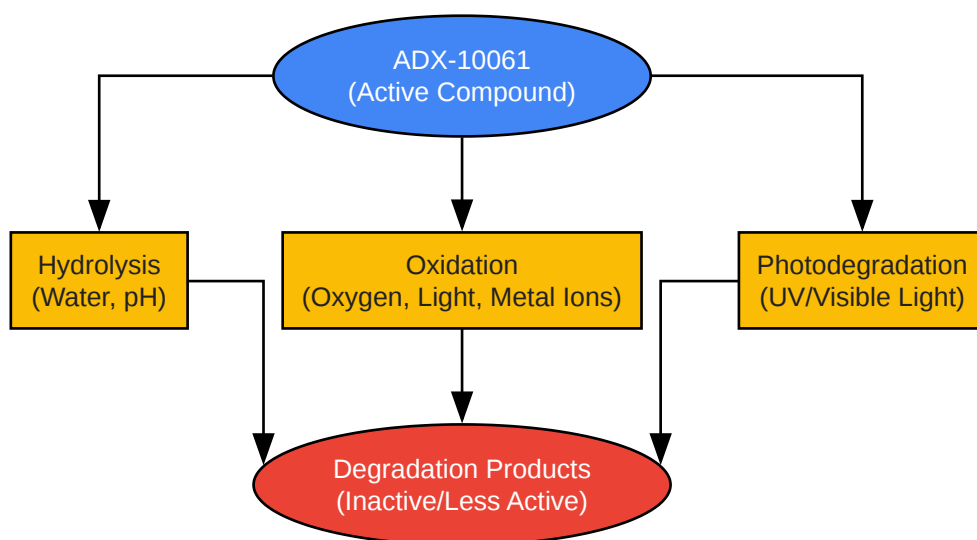 ADX-10061
(Active Compound)
Hydrolysis
(Water, pH)
Oxidation
(Oxygen, Light, Metal Ions)
Photodegradation
(UV/Visible Light)
Degradation Products
(Inactive/Less Active)